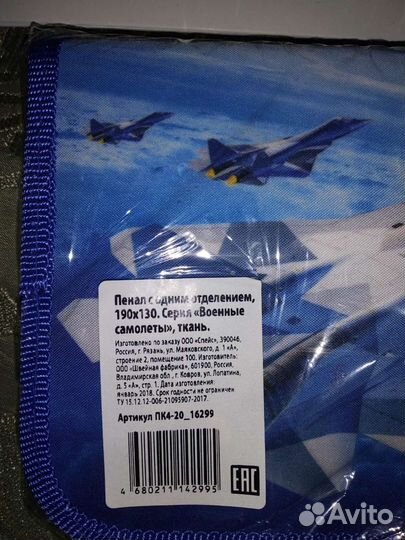 Пенал с одним отделением,
190х130. Серия «Военные
самолеты», ткань.
Изготовлено по заказу ООО «Спейс», 390046,
Россия, г. Рязань, ул. Маяковского, д. 1 «А»,
строение 2, помещение 100. Изготовитель:
ООО «Швейная фабрика», 601900, Россия,
Владимирская обл., г. Ковров, ул. Лопатина,
д. 5 «А», стр. 1. Дата изготовления:
январь 2018. Срок годности не ограничен
ТУ 15.12.12-006-21095907-2017.
Артикул ПК4-20_16299
4 680211 142995
EAC
Avito